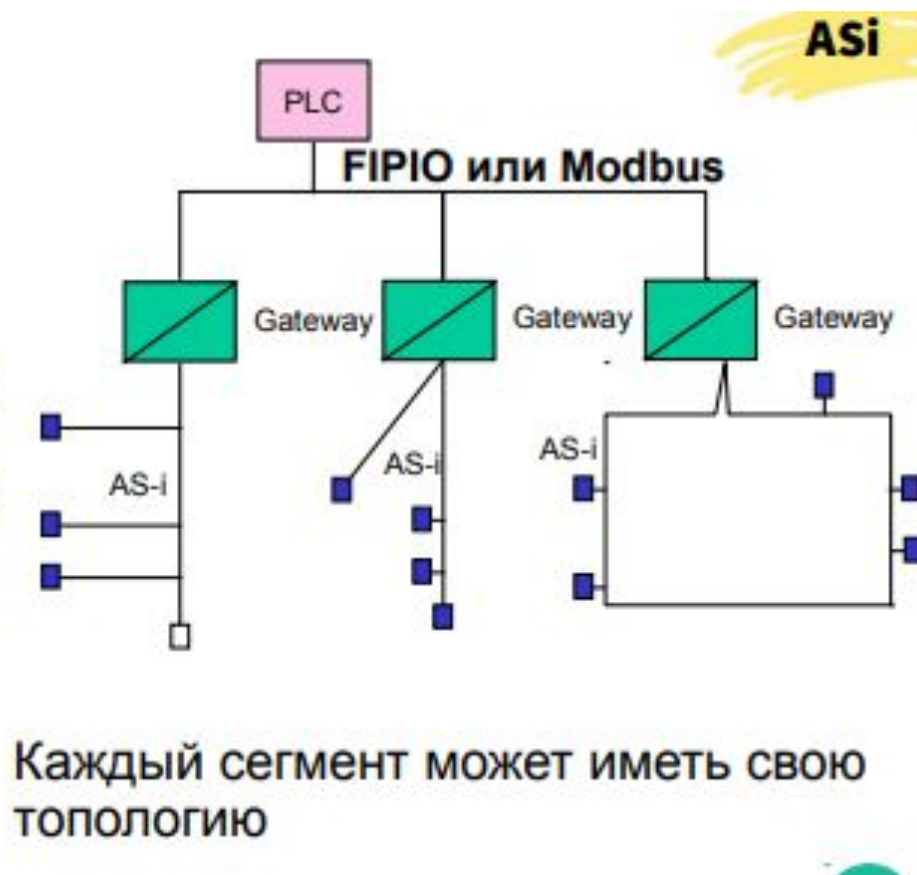 ASi
PLC
FIPIO или Modbus
Gateway
Gateway
Gateway
AS-i
AS-i
AS-i
Каждый сегмент может иметь свою
топологию